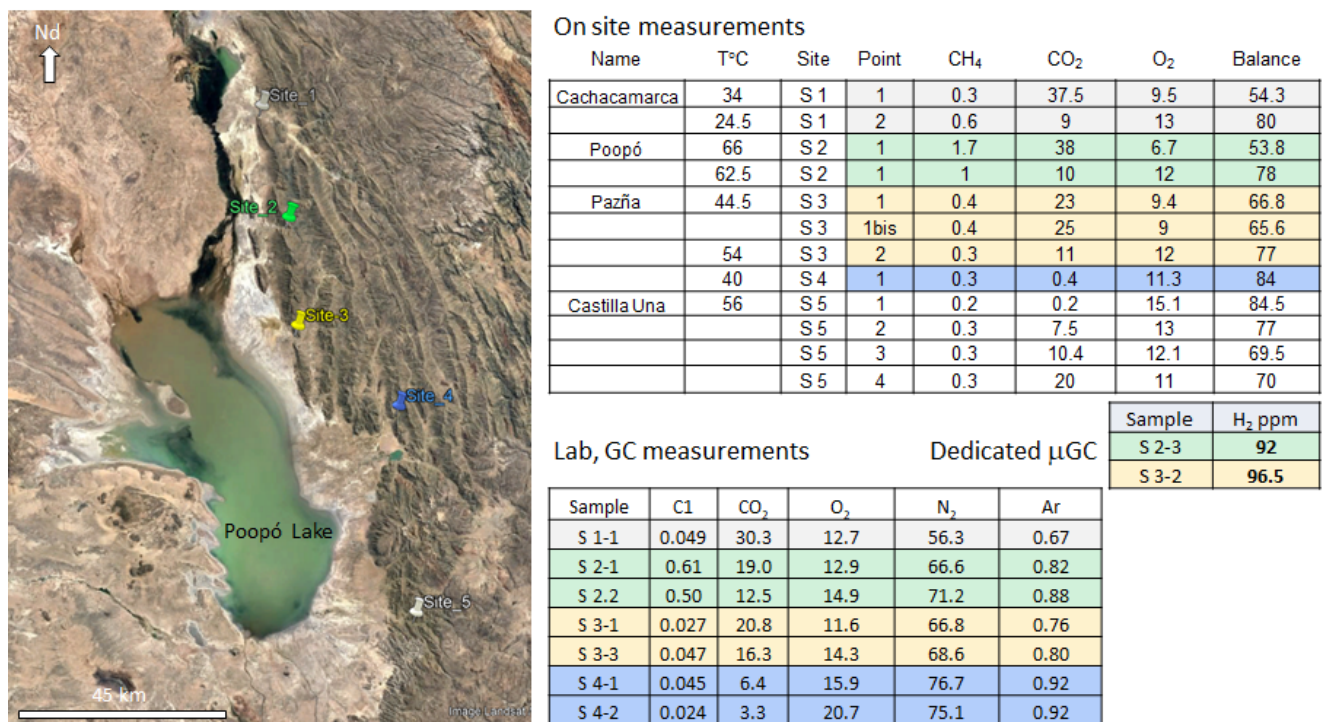 Nd
Site_1
Site_2
Site-3
Site_4
Site_5
Poopó Lake
45 km
Image Landsat
On site measurements
Name T°C Site Point CH4 CO2 O2 Balance
Cachacamarca 34 S 1 1 0.3 37.5 9.5 54.3
24.5 S 1 2 0.6 9 13 80
Poopó 66 S 2 1 1.7 38 6.7 53.8
62.5 S 2 1 1 10 12 78
Pazña 44.5 S 3 1 0.4 23 9.4 66.8
S 3 1bis 0.4 25 9 65.6
54 S 3 2 0.3 11 12 77
40 S 4 1 0.3 0.4 11.3 84
Castilla Una 56 S 5 1 0.2 0.2 15.1 84.5
S 5 2 0.3 7.5 13 77
S 5 3 0.3 10.4 12.1 69.5
S 5 4 0.3 20 11 70
Lab, GC measurements Dedicated μGC
Sample H2 ppm
S 2-3 92
S 3-2 96.5
Sample C1 CO2 O2 N2 Ar
S 1-1 0.049 30.3 12.7 56.3 0.67
S 2-1 0.61 19.0 12.9 66.6 0.82
S 2.2 0.50 12.5 14.9 71.2 0.88
S 3-1 0.027 20.8 11.6 66.8 0.76
S 3-3 0.047 16.3 14.3 68.6 0.80
S 4-1 0.045 6.4 15.9 76.7 0.92
S 4-2 0.024 3.3 20.7 75.1 0.92